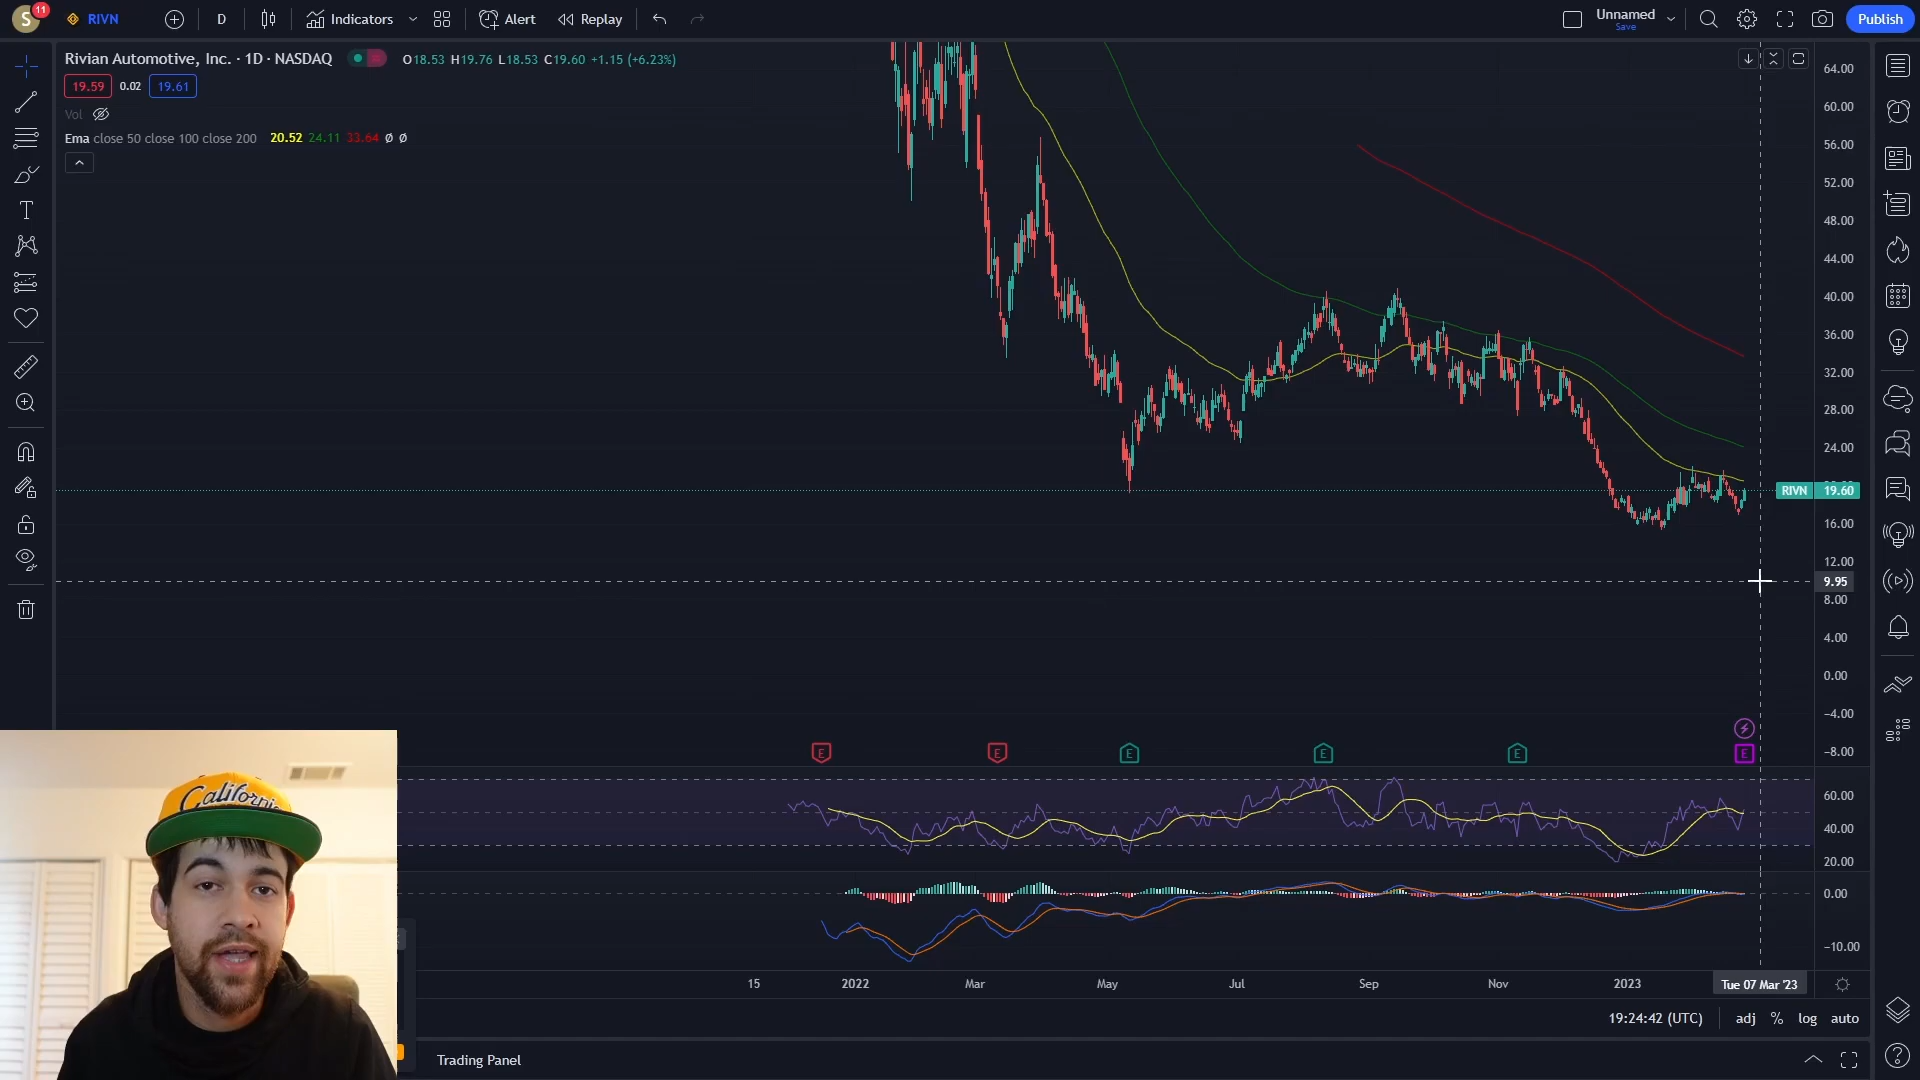 S 11 RIVN D Indicators Alert Replay Unnamed Save Publish
Rivian Automotive, Inc. · 1D · NASDAQ O18.53 H19.76 L18.53 C19.60 +1.15 (+6.23%)
19.59 0.02 19.61
Vol
Ema close 50 close 100 close 200 20.52 24.11 33.64 Ø Ø
64.00
60.00
56.00
52.00
48.00
44.00
40.00
36.00
32.00
28.00
24.00
RIVN 19.60
16.00
12.00
9.95
8.00
4.00
0.00
−4.00
−8.00
E E E E E E
60.00
40.00
20.00
0.00
−10.00
15 2022 Mar May Jul Sep Nov 2023 Tue 07 Mar '23
19:24:42 (UTC) adj % log auto
Trading Panel
California